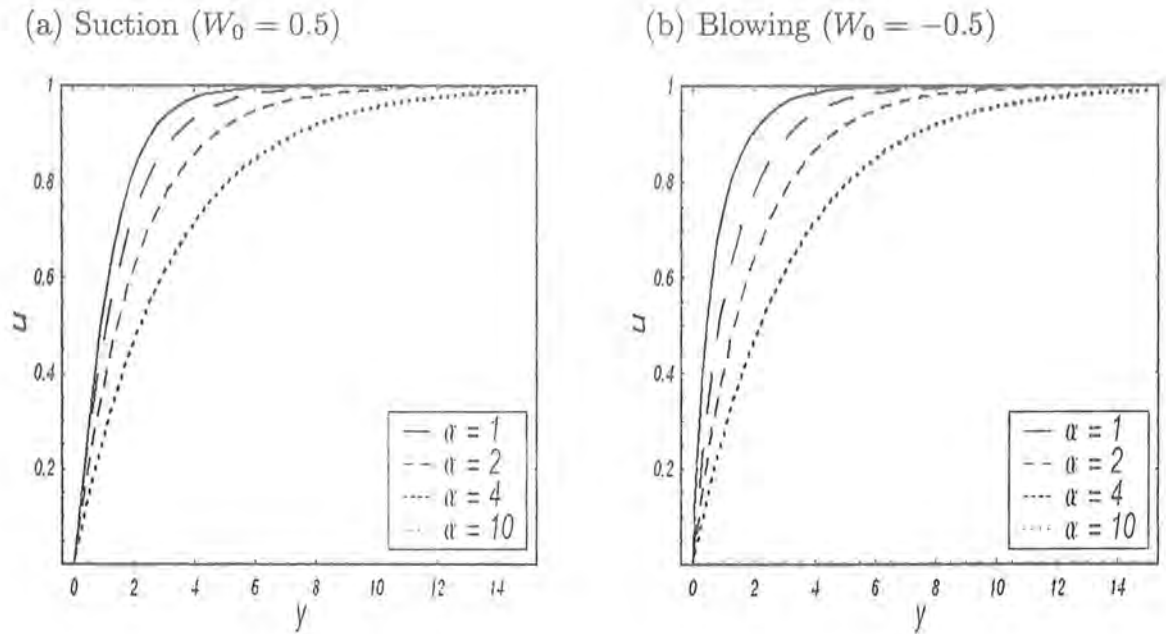 (a) Suction (W₀ = 0.5)
1
0.8
0.6
0.4
0.2
u
0 2 4 6 8 10 12 14
y
α = 1
α = 2
α = 4
α = 10
(b) Blowing (W₀ = −0.5)
1
0.8
0.6
0.4
0.2
u
0 2 4 6 8 10 12 14
y
α = 1
α = 2
α = 4
α = 10